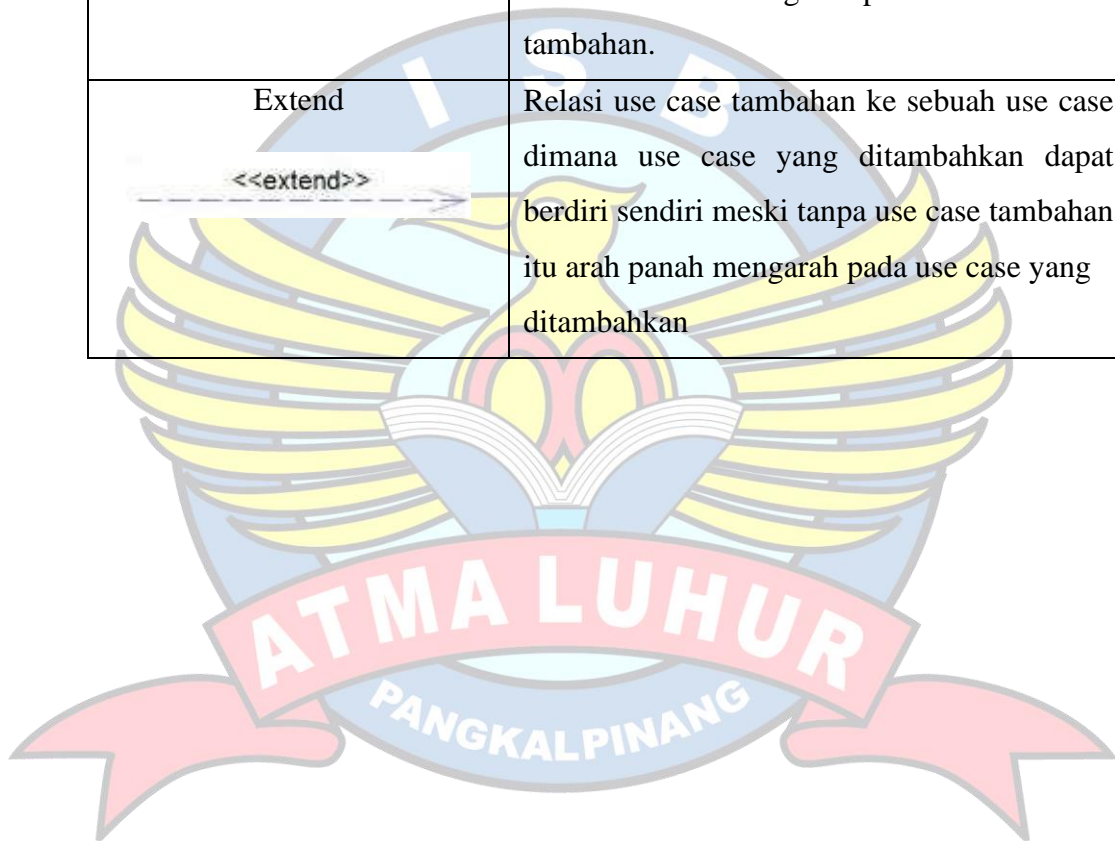 tambahan.
Extend
<<extend>>
Relasi use case tambahan ke sebuah use case
dimana use case yang ditambahkan dapat
berdiri sendiri meski tanpa use case tambahan
itu arah panah mengarah pada use case yang
ditambahkan
I S B
ATMA LUHUR
PANGKALPINANG